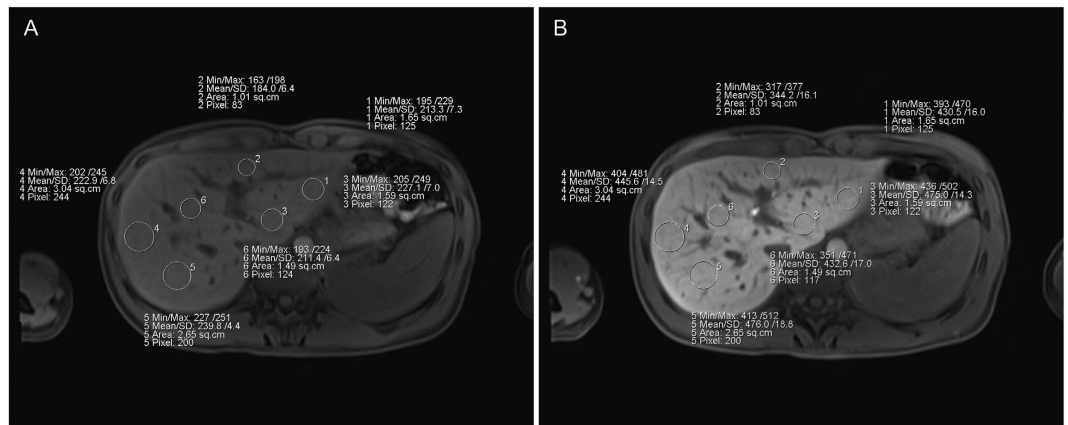 A
2 Min/Max: 163 /198
2 Mean/SD: 184.0 /6.4
2 Area: 1.01 sq.cm
2 Pixel: 83
1 Min/Max: 195 /229
1 Mean/SD: 213.3 /7.3
1 Area: 1.65 sq.cm
1 Pixel: 125
4 Min/Max: 202 /245
4 Mean/SD: 222.9 /6.8
4 Area: 3.04 sq.cm
4 Pixel: 244
3 Min/Max: 205 /249
3 Mean/SD: 227.1 /7.0
3 Area: 1.59 sq.cm
3 Pixel: 122
2
1
6
3
4
5
6 Min/Max: 193 /224
6 Mean/SD: 211.4 /6.4
6 Area: 1.49 sq.cm
6 Pixel: 124
5 Min/Max: 227 /251
5 Mean/SD: 239.8 /4.4
5 Area: 2.65 sq.cm
5 Pixel: 200
B
2 Min/Max: 317 /377
2 Mean/SD: 344.2 /16.1
2 Area: 1.01 sq.cm
2 Pixel: 83
1 Min/Max: 393 /470
1 Mean/SD: 430.5 /16.0
1 Area: 1.65 sq.cm
1 Pixel: 125
4 Min/Max: 404 /481
4 Mean/SD: 445.6 /14.5
4 Area: 3.04 sq.cm
4 Pixel: 244
3 Min/Max: 436 /502
3 Mean/SD: 475.0 /14.3
3 Area: 1.59 sq.cm
3 Pixel: 122
2
1
6
3
4
5
6 Min/Max: 351 /471
6 Mean/SD: 432.6 /17.0
6 Area: 1.49 sq.cm
6 Pixel: 117
5 Min/Max: 413 /512
5 Mean/SD: 476.0 /18.8
5 Area: 2.65 sq.cm
5 Pixel: 200